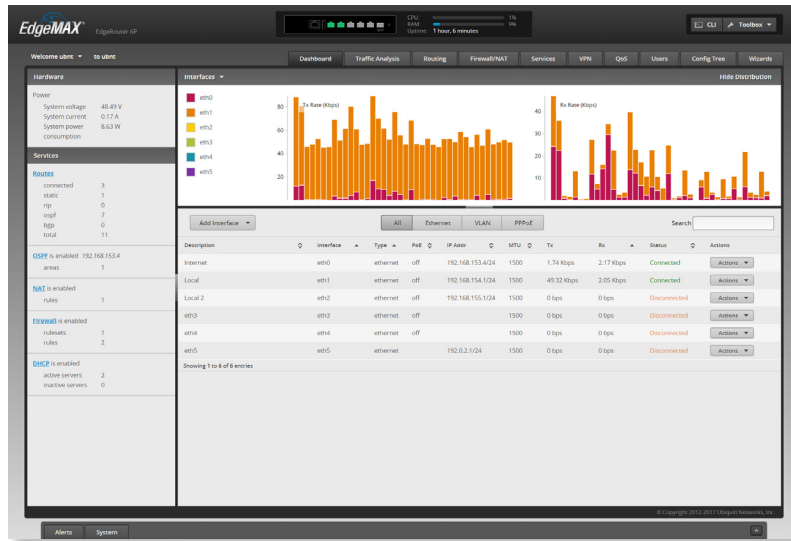 EdgeMAX EdgeRouter 6P
CPU: 1%
RAM: 9%
Uptime: 1 hour, 6 minutes
CLI Toolbox
Welcome ubnt to ubnt
Dashboard Traffic Analysis Routing Firewall/NAT Services VPN QoS Users Config Tree Wizards
Hardware
Power
System voltage 48.49 V
System current 0.17 A
System power consumption 8.63 W
Services
Routes
connected 3
static 1
rip 0
ospf 7
bgp 0
total 11
OSPF is enabled 192.168.153.4
areas 1
NAT is enabled
rules 1
Firewall is enabled
rulesets 1
rules 2
DHCP is enabled
active servers 2
inactive servers 0
Interfaces Hide Distribution
eth0
eth1
eth2
eth3
eth4
eth5
Tx Rate (Kbps)
80
60
40
20
Rx Rate (Kbps)
40
30
20
10
Add Interface All Ethernet VLAN PPPoE Search
Description Interface Type PoE IP Addr MTU Tx Rx Status Actions
Internet eth0 ethernet off 192.168.153.4/24 1500 1.74 Kbps 2.17 Kbps Connected Actions
Local eth1 ethernet off 192.168.154.1/24 1500 49.32 Kbps 2.05 Kbps Connected Actions
Local 2 eth2 ethernet off 192.168.155.1/24 1500 0 bps 0 bps Disconnected Actions
eth3 eth3 ethernet off 1500 0 bps 0 bps Disconnected Actions
eth4 eth4 ethernet off 1500 0 bps 0 bps Disconnected Actions
eth5 eth5 ethernet 192.0.2.1/24 1500 0 bps 0 bps Disconnected Actions
Showing 1 to 6 of 6 entries
© Copyright 2012-2017 Ubiquiti Networks, Inc.
Alerts System